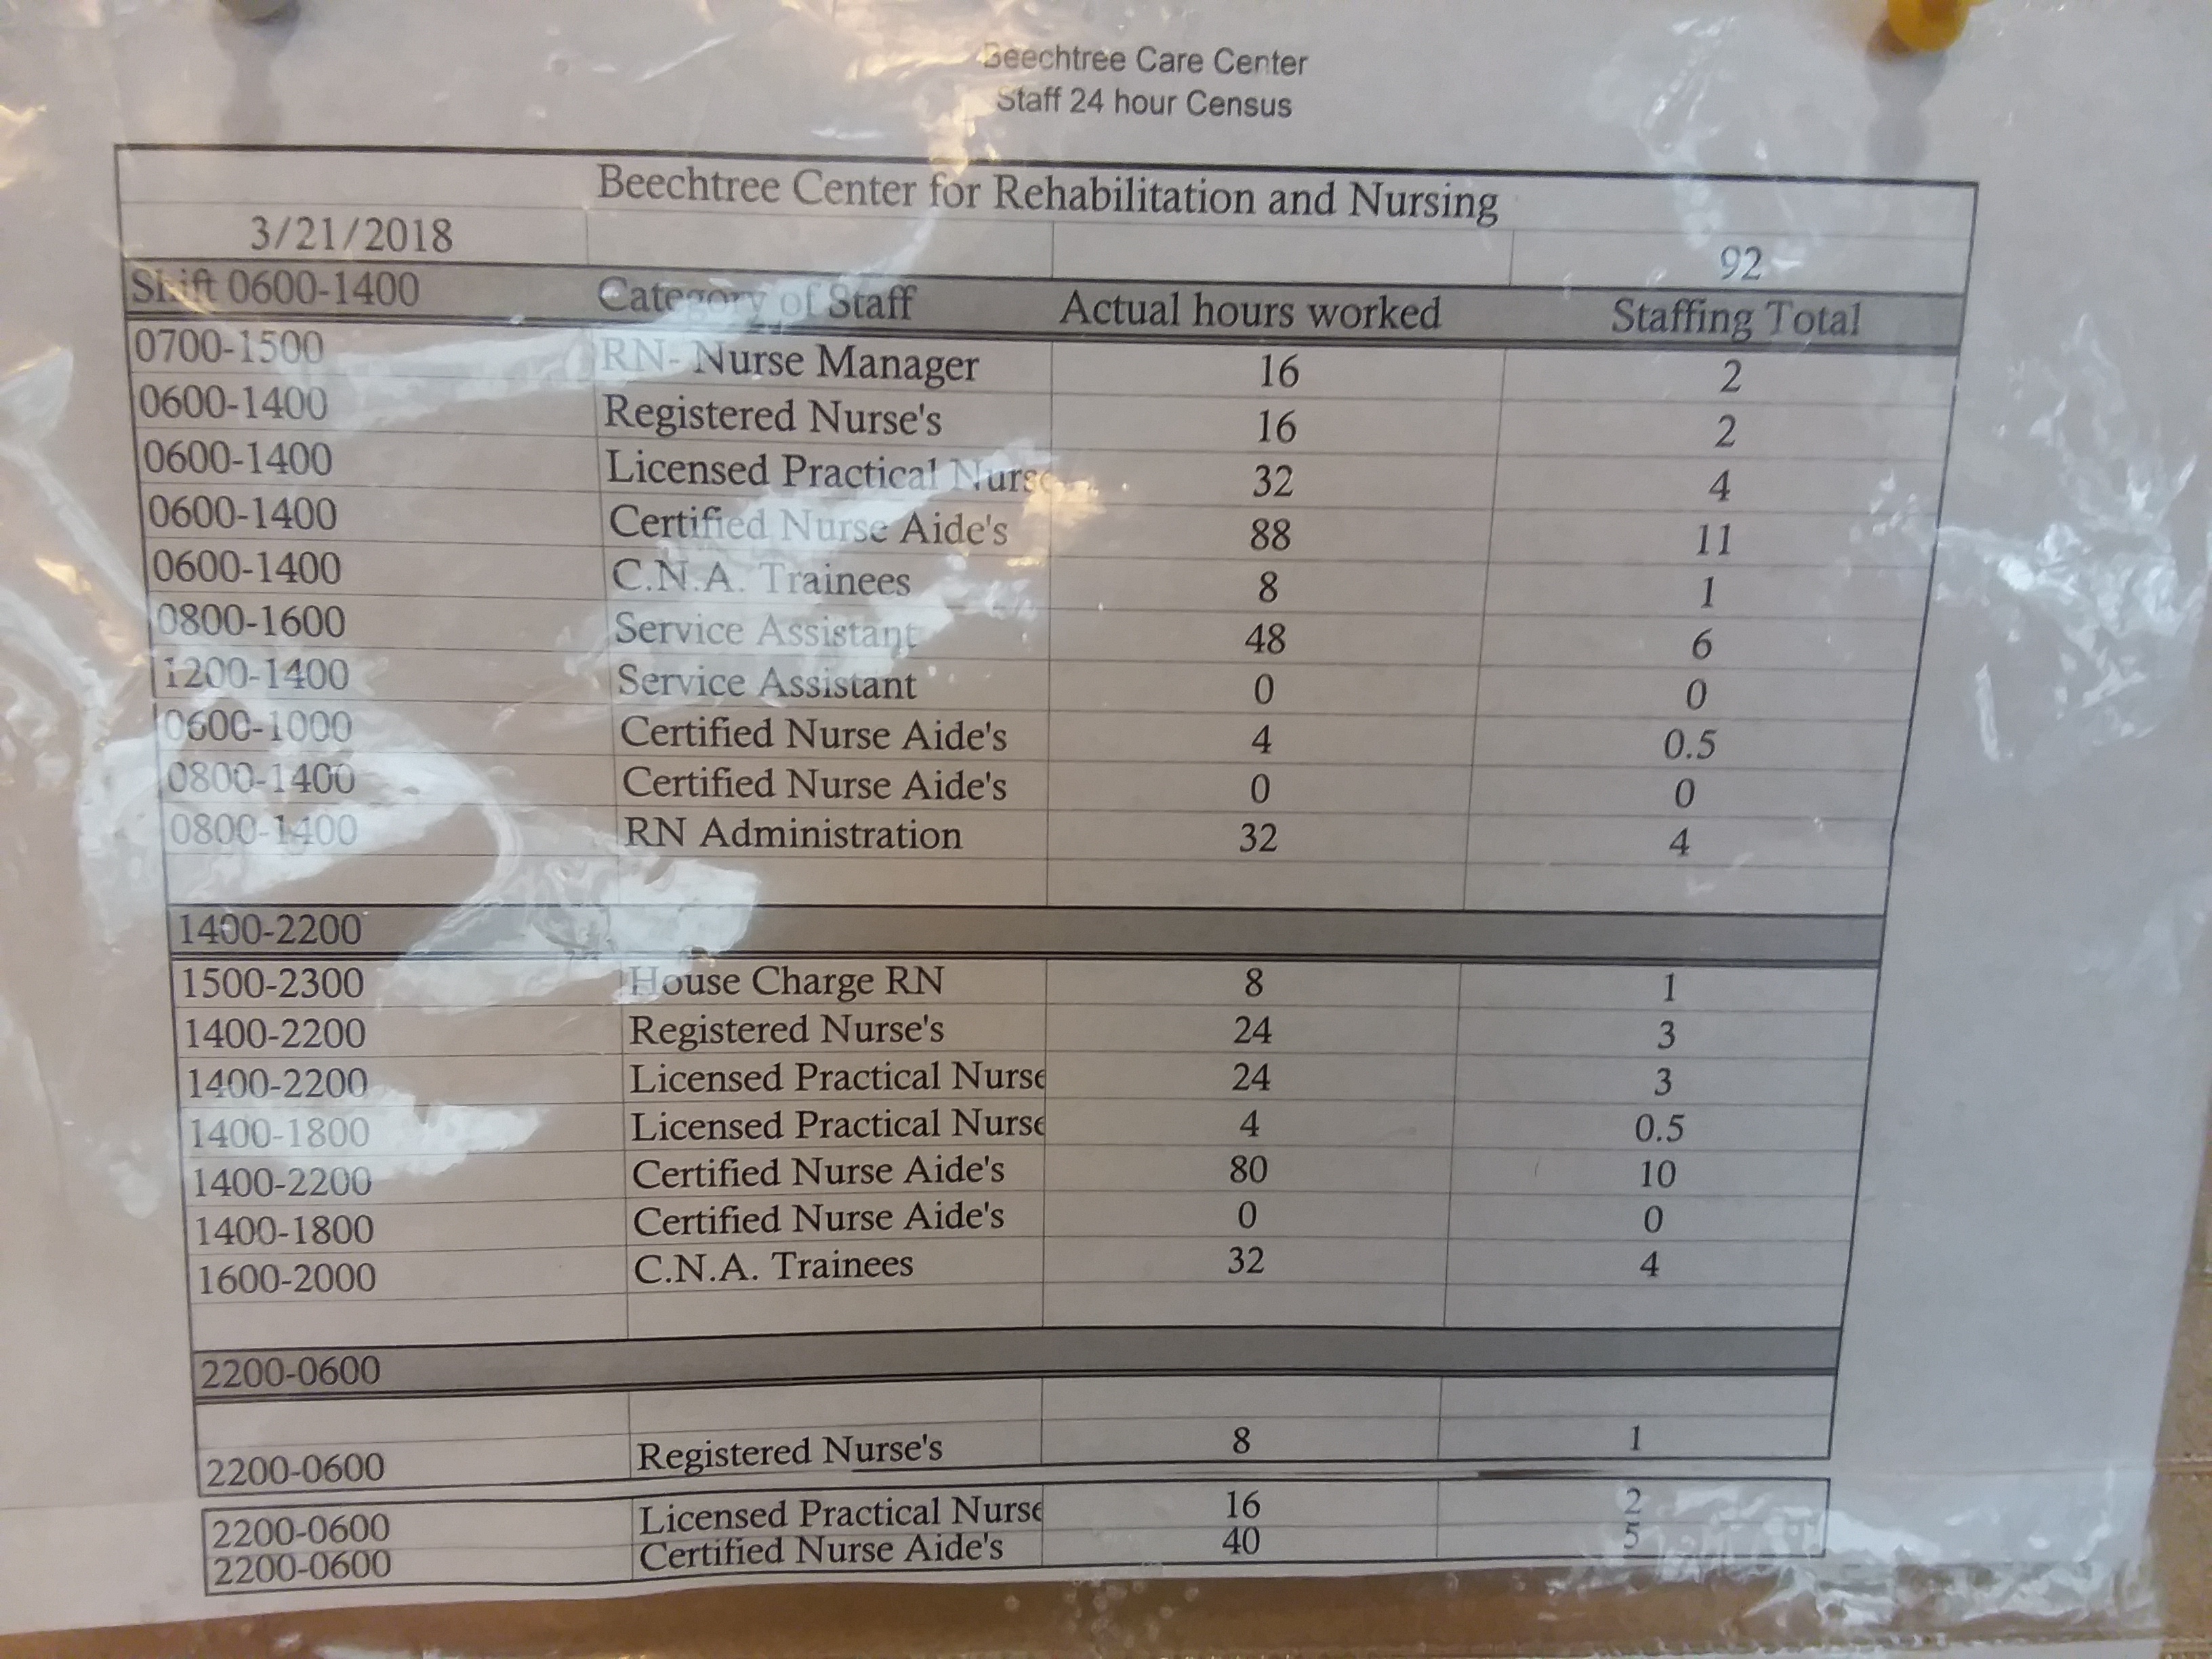 Beechtree Care Center
Staff 24 hour Census
Beechtree Center for Rehabilitation and Nursing
3/21/2018 92
Shift 0600-1400 Category of Staff Actual hours worked Staffing Total
0700-1500 RN- Nurse Manager 16 2
0600-1400 Registered Nurse's 16 2
0600-1400 Licensed Practical Nurse 32 4
0600-1400 Certified Nurse Aide's 88 11
0600-1400 C.N.A. Trainees 8 1
0800-1600 Service Assistant 48 6
1200-1400 Service Assistant 0 0
0600-1000 Certified Nurse Aide's 4 0.5
0800-1400 Certified Nurse Aide's 0 0
0800-1400 RN Administration 32 4
1400-2200
1500-2300 House Charge RN 8 1
1400-2200 Registered Nurse's 24 3
1400-2200 Licensed Practical Nurse 24 3
1400-1800 Licensed Practical Nurse 4 0.5
1400-2200 Certified Nurse Aide's 80 10
1400-1800 Certified Nurse Aide's 0 0
1600-2000 C.N.A. Trainees 32 4
2200-0600
2200-0600 Registered Nurse's 8 1
2200-0600 Licensed Practical Nurse 16 2
2200-0600 Certified Nurse Aide's 40 5